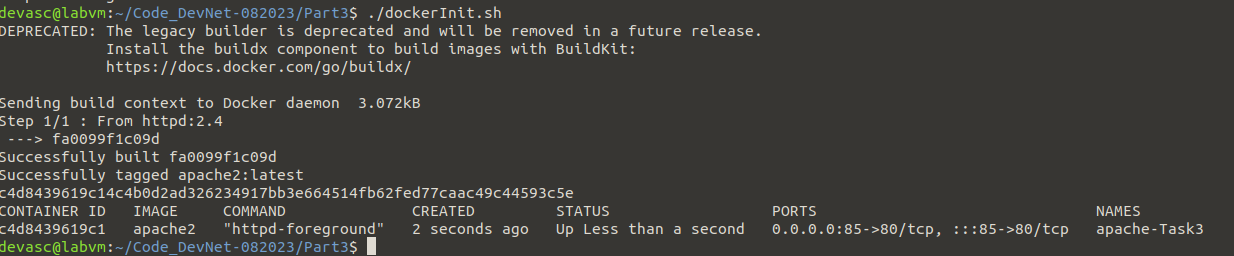 devasc@labvm:~/Code_DevNet-082023/Part3$ ./dockerInit.sh
DEPRECATED: The legacy builder is deprecated and will be removed in a future release.
Install the buildx component to build images with BuildKit:
https://docs.docker.com/go/buildx/
Sending build context to Docker daemon  3.072kB
Step 1/1 : From httpd:2.4
---> fa0099f1c09d
Successfully built fa0099f1c09d
Successfully tagged apache2:latest
c4d8439619c14c4b0d2ad326234917bb3e664514fb62fed77caac49c44593c5e
CONTAINER ID   IMAGE     COMMAND              CREATED         STATUS                  PORTS                               NAMES
c4d8439619c1   apache2   "httpd-foreground"   2 seconds ago   Up Less than a second   0.0.0.0:85->80/tcp, :::85->80/tcp   apache-Task3
devasc@labvm:~/Code_DevNet-082023/Part3$